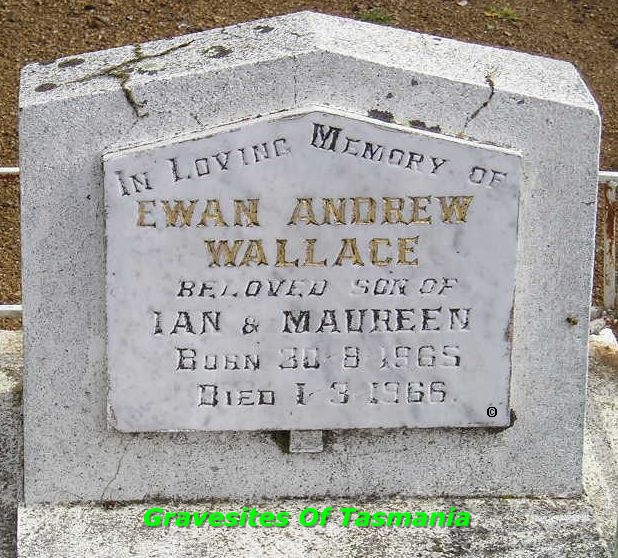 IN LOVING MEMORY OF
EWAN ANDREW
WALLACE
BELOVED SON OF
IAN & MAUREEN
BORN 30-8-1965
DIED 1-3-1966.
©
Gravesites Of Tasmania